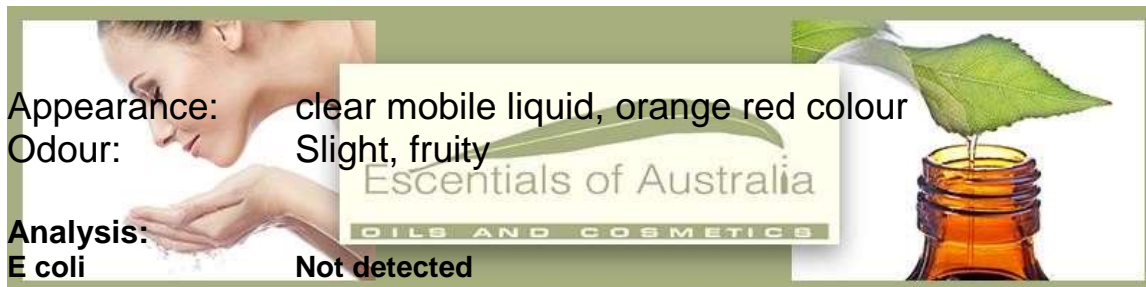 Appearance: clear mobile liquid, orange red colour
Odour: Slight, fruity
Escentials of Australia
OILS AND COSMETICS
Analysis:
E coli Not detected